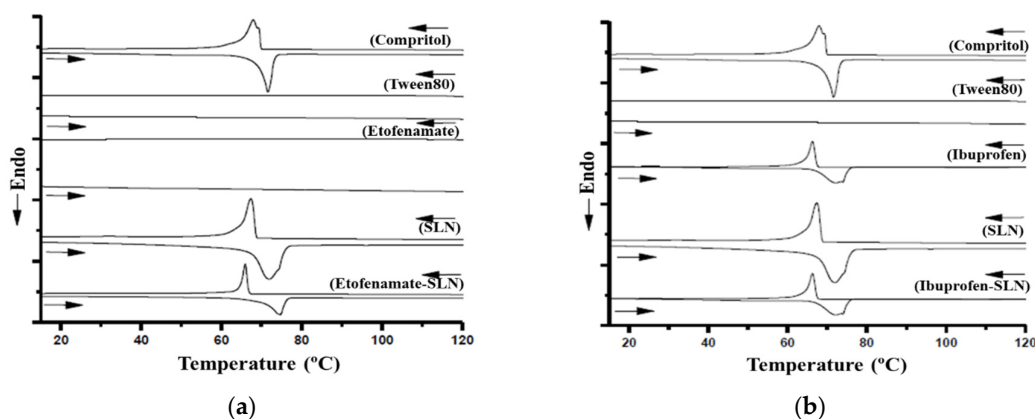 (Compritol)
(Tween80)
(Etofenamate)
(SLN)
(Etofenamate-SLN)
Endo
20 40 60 80 100 120
Temperature (ºC)
(a)
(Compritol)
(Tween80)
(Ibuprofen)
(SLN)
(Ibuprofen-SLN)
Endo
20 40 60 80 100 120
Temperature (ºC)
(b)